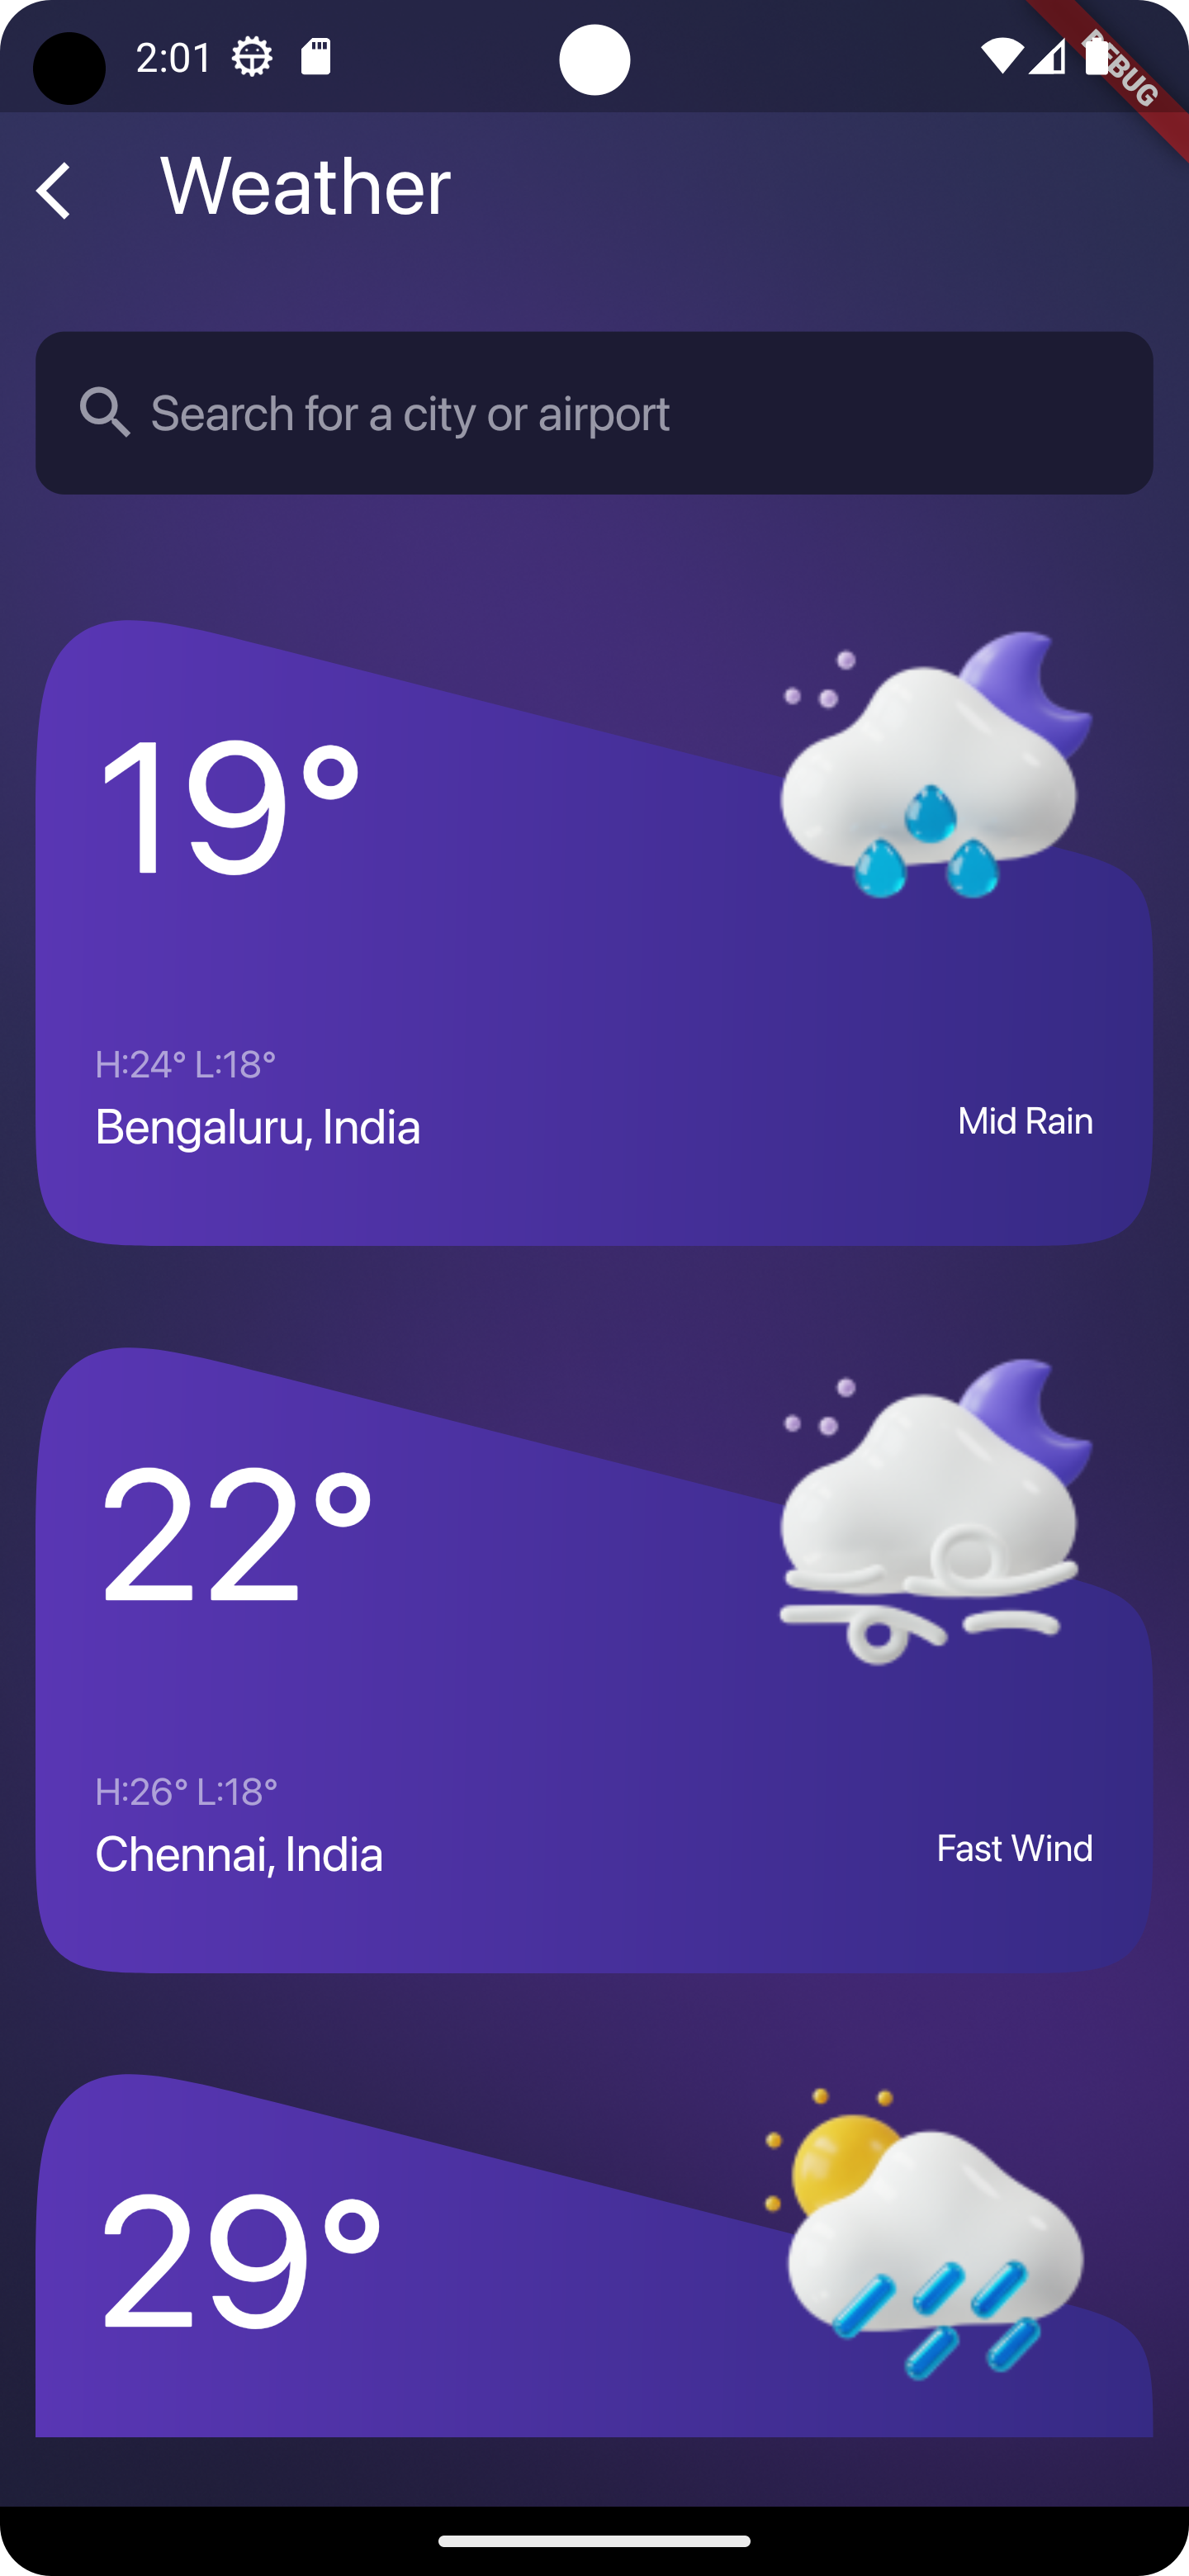 2:01
DEBUG
Weather
Search for a city or airport
19°
H:24° L:18°
Bengaluru, India
Mid Rain
22°
H:26° L:18°
Chennai, India
Fast Wind
29°